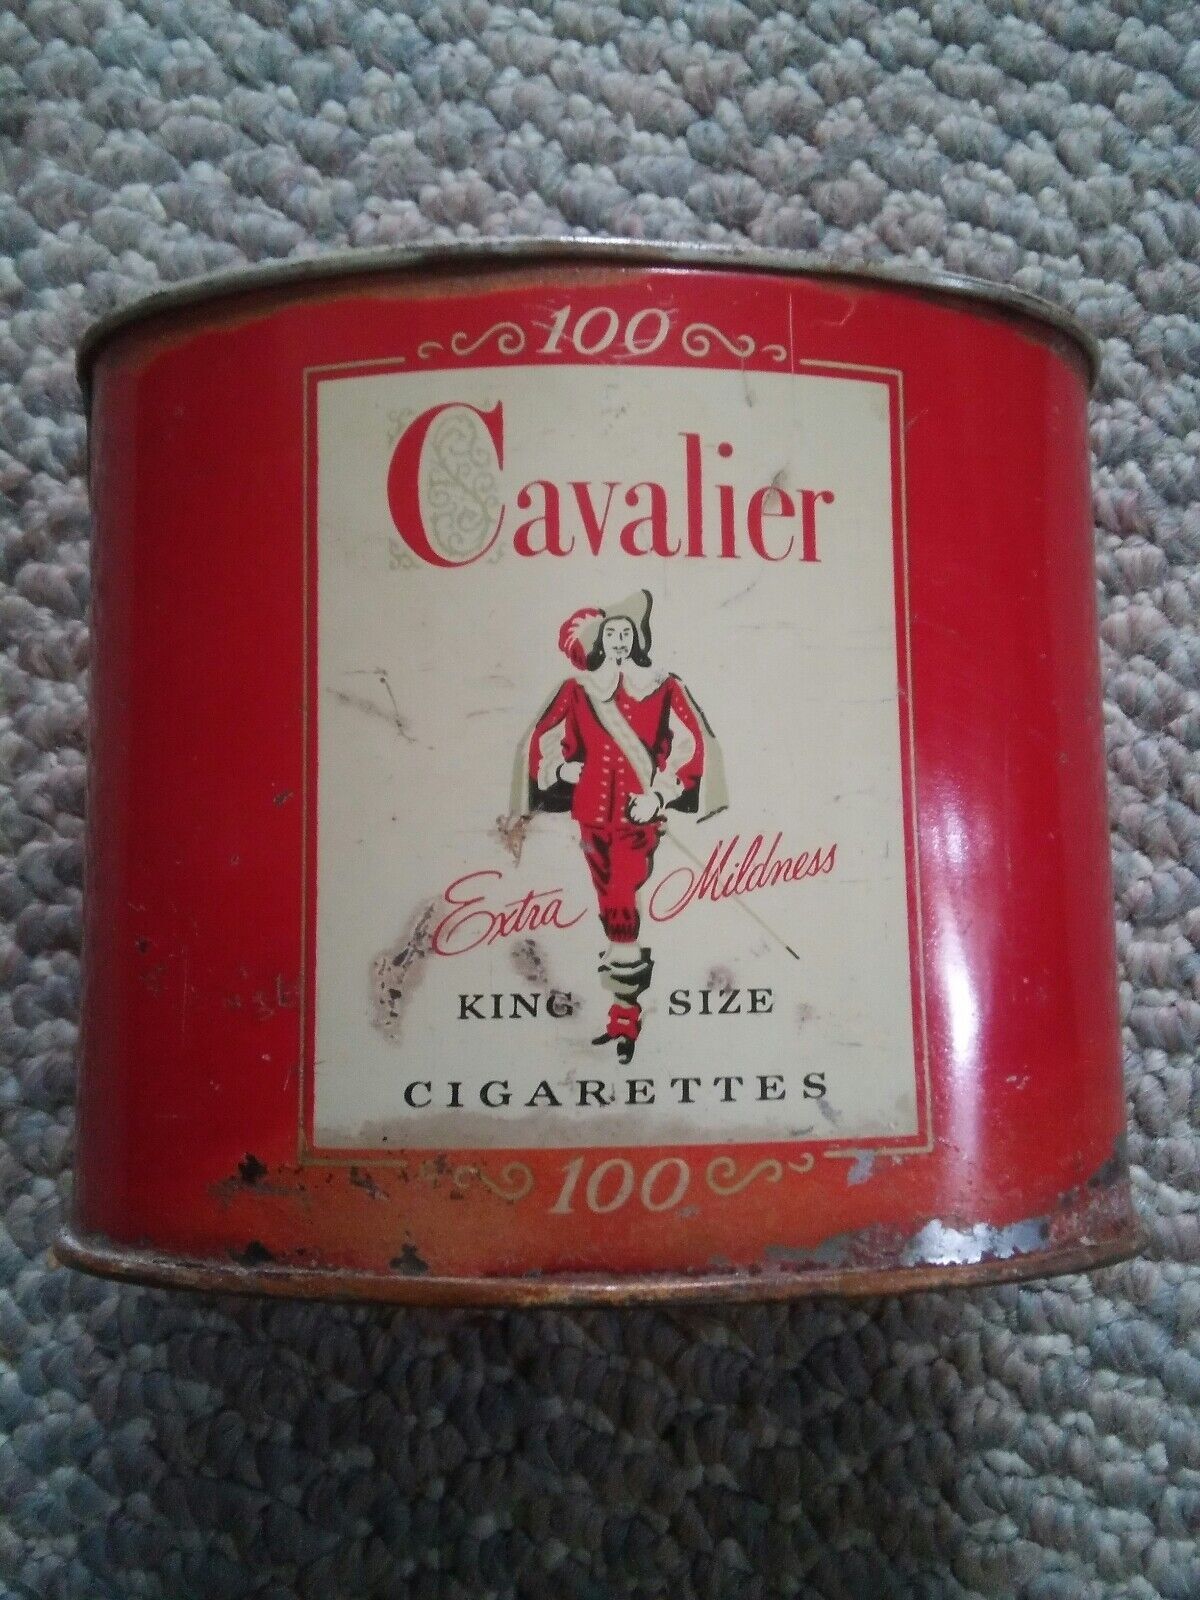 100
Cavalier
Extra Mildness
KING SIZE
CIGARETTES
100